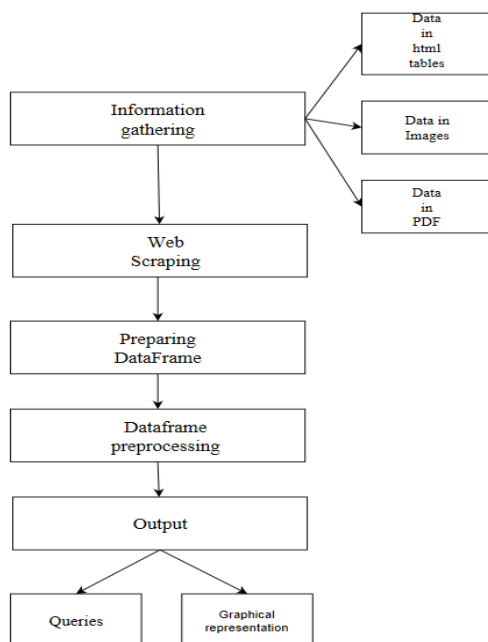 Data
in
html
tables
Information
gathering
Data in
Images
Data
in
PDF
Web
Scraping
Preparing
DataFrame
Dataframe
preprocessing
Output
Queries
Graphical
representation